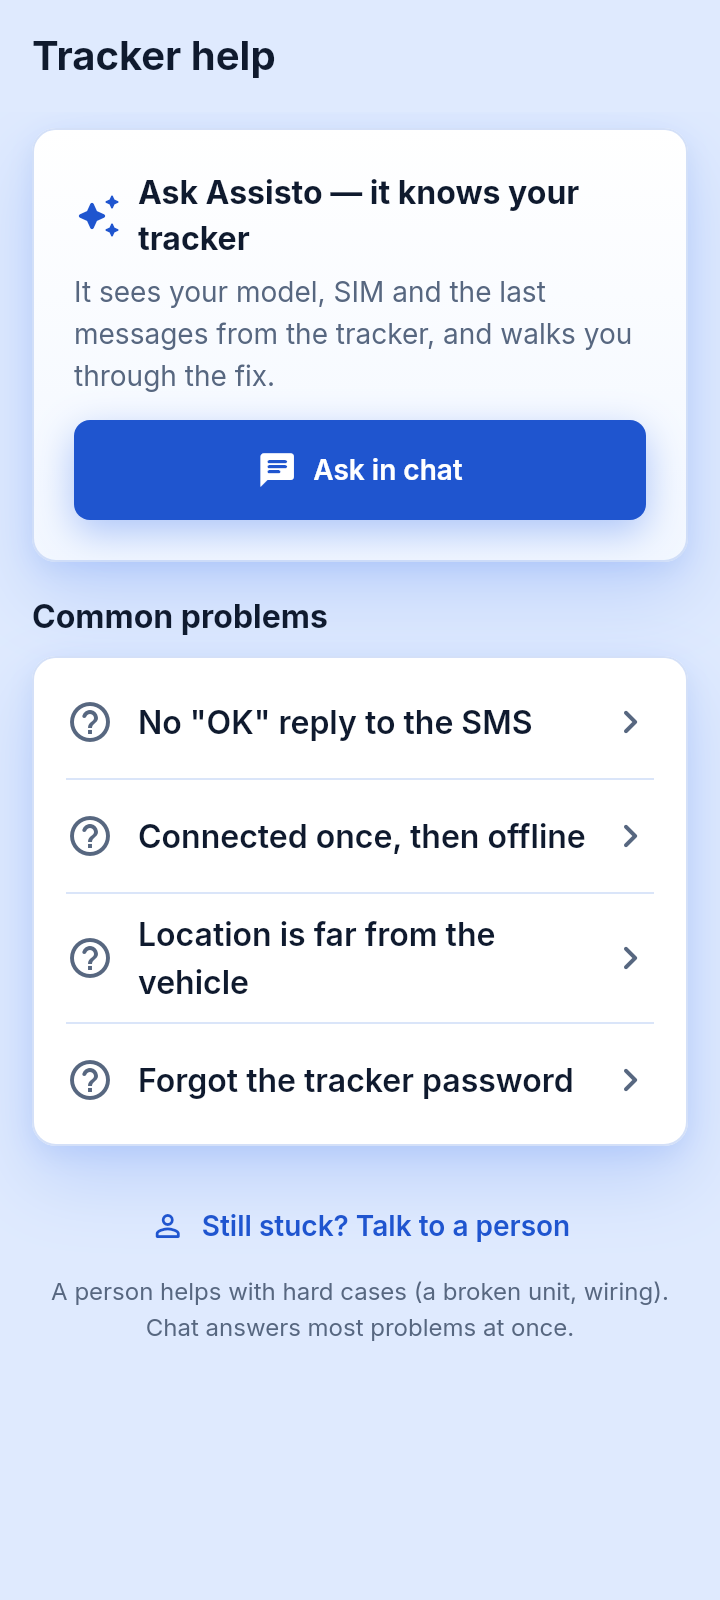 Tracker help
Ask Assisto — it knows your
tracker
It sees your model, SIM and the last
messages from the tracker, and walks you
through the fix.
Ask in chat
Common problems
No "OK" reply to the SMS
Connected once, then offline
Location is far from the
vehicle
Forgot the tracker password
Still stuck? Talk to a person
A person helps with hard cases (a broken unit, wiring).
Chat answers most problems at once.